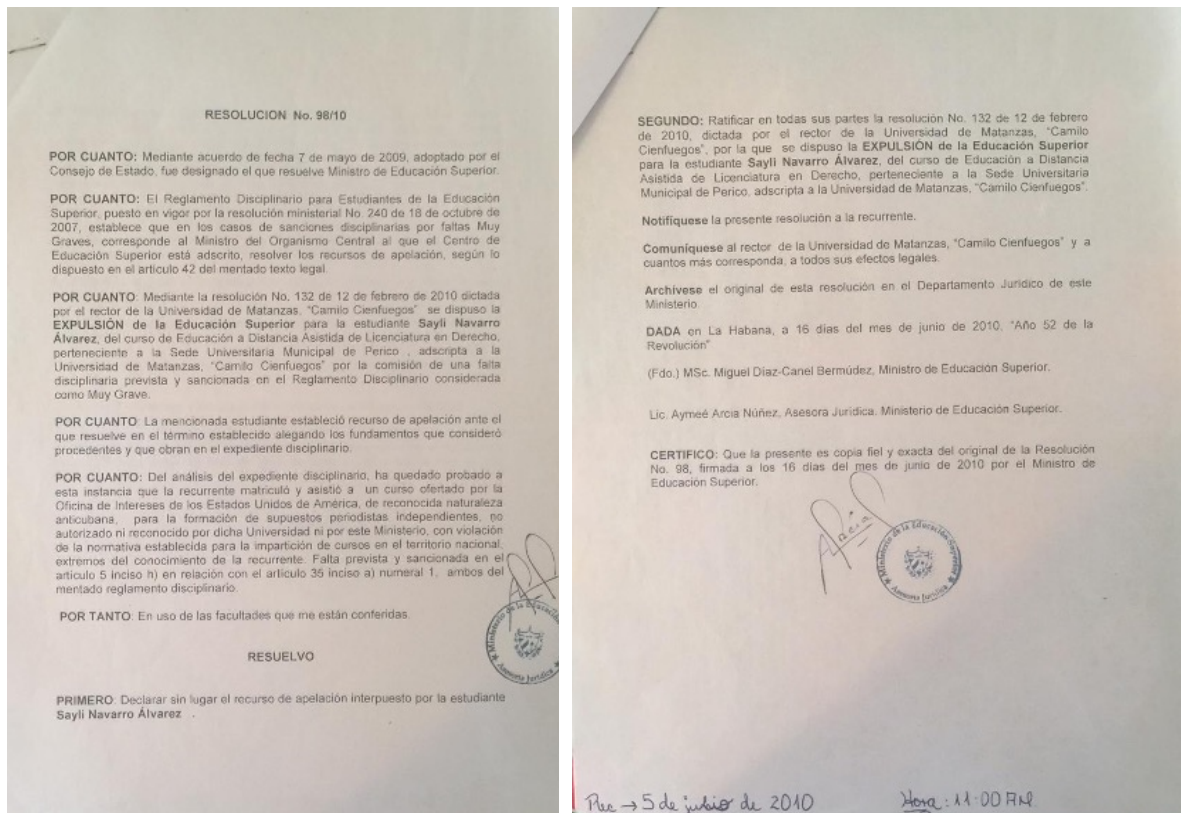 RESOLUCION No. 98/10
POR CUANTO: Mediante acuerdo de fecha 7 de mayo de 2009, adoptado por el
Consejo de Estado, fue designado el que resuelve Ministro de Educación Superior.
POR CUANTO: El Reglamento Disciplinario para Estudiantes de la Educación
Superior, puesto en vigor por la resolución ministerial No. 240 de 18 de octubre de
2007, establece que en los casos de sanciones disciplinarias por faltas Muy
Graves, corresponde al Ministro del Organismo Central al que el Centro de
Educación Superior está adscrito, resolver los recursos de apelación, según lo
dispuesto en el artículo 42 del mentado texto legal.
POR CUANTO: Mediante la resolución No. 132 de 12 de febrero de 2010 dictada
por el rector de la Universidad de Matanzas, "Camilo Cienfuegos" se dispuso la
EXPULSIÓN de la Educación Superior para la estudiante Sayli Navarro
Álvarez, del curso de Educación a Distancia Asistida de Licenciatura en Derecho,
perteneciente a la Sede Universitaria Municipal de Perico , adscripta a la
Universidad de Matanzas, "Camilo Cienfuegos" por la comisión de una falta
disciplinaria prevista y sancionada en el Reglamento Disciplinario considerada
como Muy Grave.
POR CUANTO: La mencionada estudiante estableció recurso de apelación ante el
que resuelve en el término establecido alegando los fundamentos que consideró
procedentes y que obran en el expediente disciplinario.
POR CUANTO: Del análisis del expediente disciplinario, ha quedado probado a
esta instancia que la recurrente matriculó y asistió a un curso ofertado por la
Oficina de Intereses de los Estados Unidos de América, de reconocida naturaleza
anticubana, para la formación de supuestos periodistas independientes, no
autorizado ni reconocido por dicha Universidad ni por este Ministerio, con violación
de la normativa establecida para la impartición de cursos en el territorio nacional,
extremos del conocimiento de la recurrente. Falta prevista y sancionada en el
artículo 5 inciso h) en relación con el artículo 35 inciso a) numeral 1, ambos del
mentado reglamento disciplinario.
POR TANTO: En uso de las facultades que me están conferidas.
RESUELVO
PRIMERO: Declarar sin lugar el recurso de apelación interpuesto por la estudiante
Sayli Navarro Álvarez .
Ministerio de la Educación
Asesoría Jurídica
SEGUNDO: Ratificar en todas sus partes la resolución No. 132 de 12 de febrero
de 2010, dictada por el rector de la Universidad de Matanzas, "Camilo
Cienfuegos", por la que se dispuso la EXPULSIÓN de la Educación Superior
para la estudiante Sayli Navarro Álvarez, del curso de Educación a Distancia
Asistida de Licenciatura en Derecho, perteneciente a la Sede Universitaria
Municipal de Perico, adscripta a la Universidad de Matanzas, "Camilo Cienfuegos".
Notifíquese la presente resolución a la recurrente.
Comuníquese al rector de la Universidad de Matanzas, "Camilo Cienfuegos" y a
cuantos más corresponda, a todos sus efectos legales.
Archívese el original de esta resolución en el Departamento Jurídico de este
Ministerio.
DADA en La Habana, a 16 días del mes de junio de 2010, "Año 52 de la
Revolución"
(Fdo.) MSc. Miguel Díaz-Canel Bermúdez, Ministro de Educación Superior.
Lic. Aymeé Arcia Núñez, Asesora Jurídica. Ministerio de Educación Superior.
CERTIFICO: Que la presente es copia fiel y exacta del original de la Resolución
No. 98, firmada a los 16 días del mes de junio de 2010 por el Ministro de
Educación Superior.
Ministerio de la Educación Superior
Asesoría Jurídica
Rec → 5 de julio de 2010 Hora: 11:00 AM